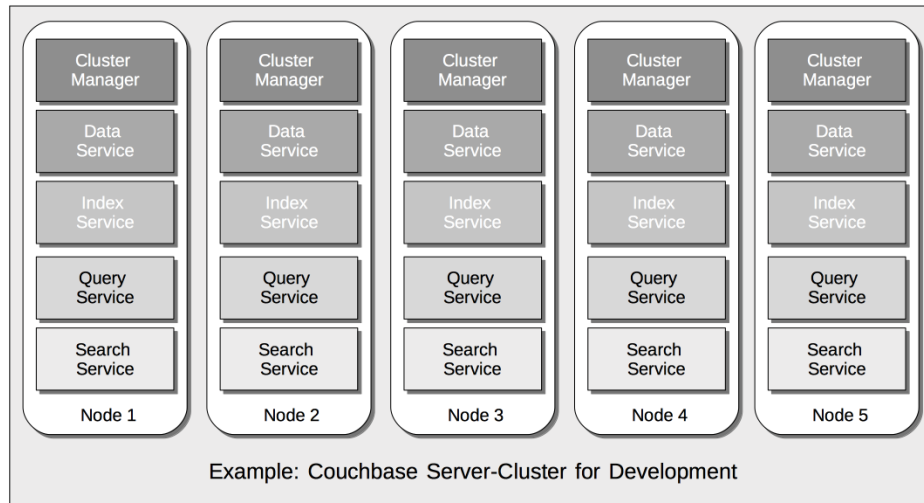 Cluster
Manager
Data
Service
Index
Service
Query
Service
Search
Service
Node 1
Cluster
Manager
Data
Service
Index
Service
Query
Service
Search
Service
Node 2
Cluster
Manager
Data
Service
Index
Service
Query
Service
Search
Service
Node 3
Cluster
Manager
Data
Service
Index
Service
Query
Service
Search
Service
Node 4
Cluster
Manager
Data
Service
Index
Service
Query
Service
Search
Service
Node 5
Example: Couchbase Server-Cluster for Development